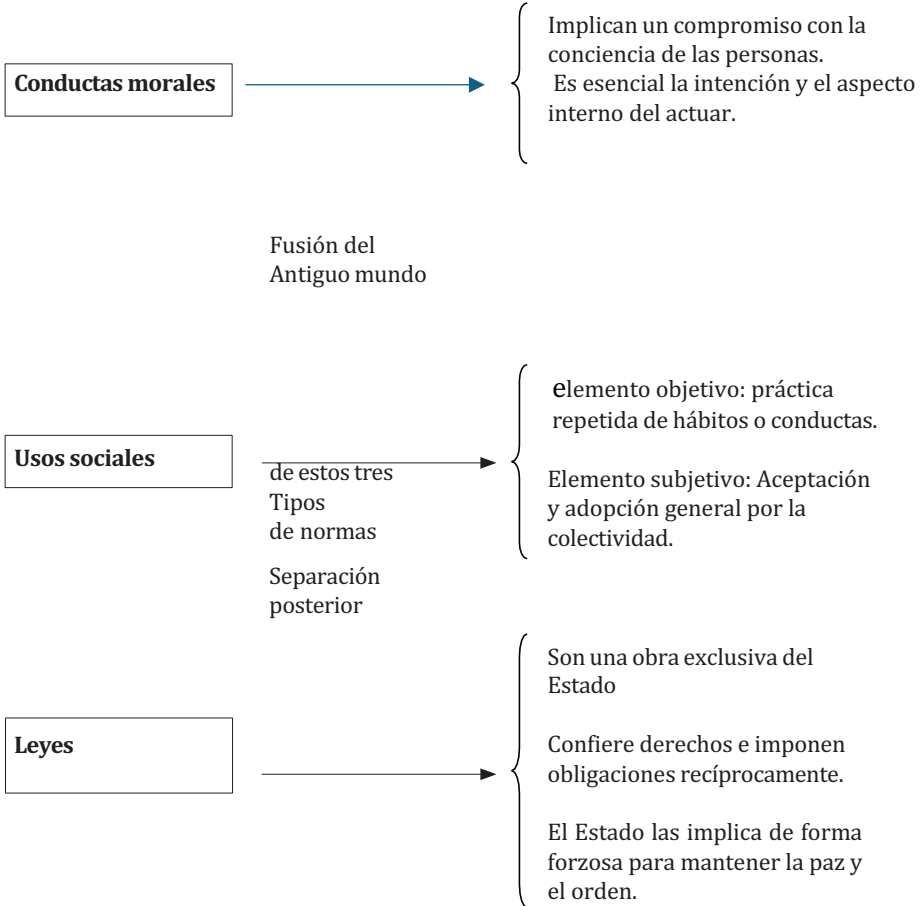 Conductas morales
Implican un compromiso con la
conciencia de las personas.
Es esencial la intención y el aspecto
interno del actuar.
Fusión del
Antiguo mundo
Usos sociales
de estos tres
Tipos
de normas
Separación
posterior
elemento objetivo: práctica
repetida de hábitos o conductas.
Elemento subjetivo: Aceptación
y adopción general por la
colectividad.
Leyes
Son una obra exclusiva del
Estado
Confiere derechos e imponen
obligaciones recíprocamente.
El Estado las implica de forma
forzosa para mantener la paz y
el orden.